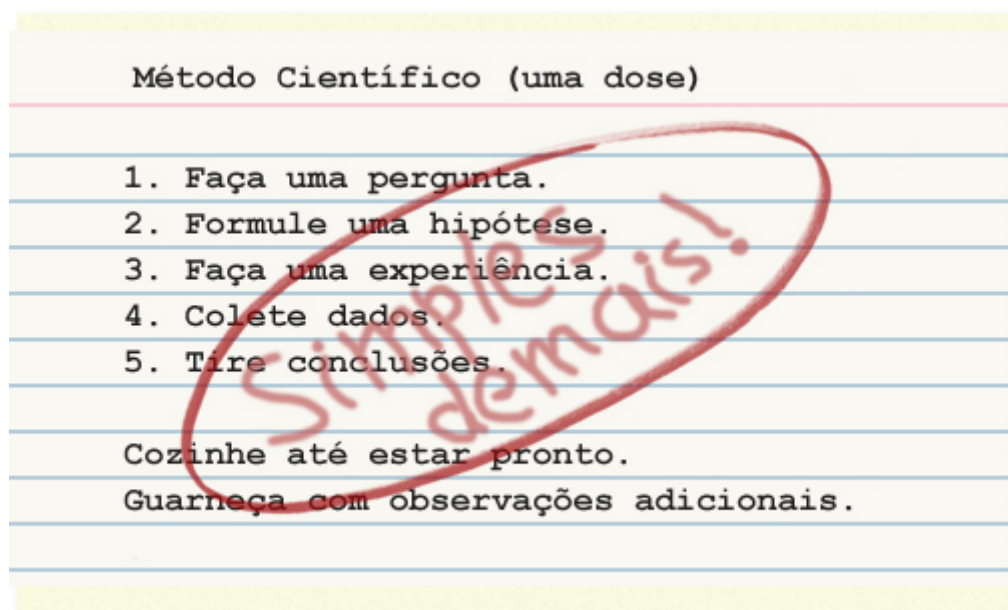 Método Científico (uma dose)
1. Faça uma pergunta.
2. Formule uma hipótese.
3. Faça uma experiência.
4. Colete dados.
5. Tire conclusões.
Simples
demais!
Cozinhe até estar pronto.
Guarneça com observações adicionais.